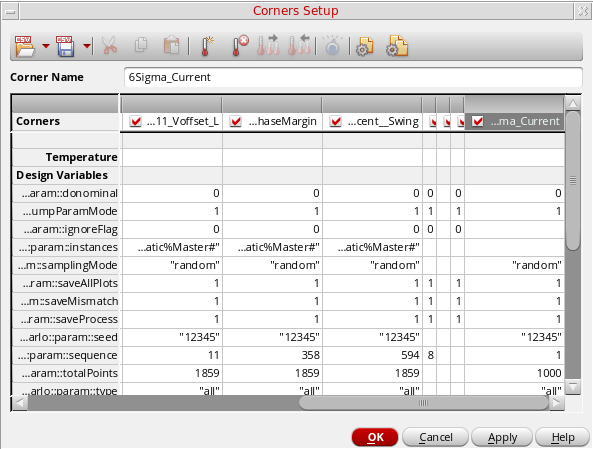 Corners Setup
CSV CSV
Corner Name 6Sigma_Current
Corners ...11_Voffset_L ...haseMargin ...cent__Swing ...ma_Current
Temperature
Design Variables
...aram::donominal 0 0 0 0 0 0
...umpParamMode 1 1 1 1 1 1
...aram::ignoreFlag 0 0 0 0 0
...:param::instances ...atic%Master#" ...atic%Master#" ...atic%Master#"
...m::samplingMode "random" "random" "random" "random"
...ram::saveAllPlots 1 1 1 1 1 1
...m::saveMismatch 1 1 1 1 1 1
...ram::saveProcess 1 1 1 1 1 1
...arlo::param::seed "12345" "12345" "12345" "12345"
...:param::sequence 11 358 594 8 1
...aram::totalPoints 1859 1859 1859 1000
...arlo::param::type "all" "all" "all" "all"
OK Cancel Apply Help